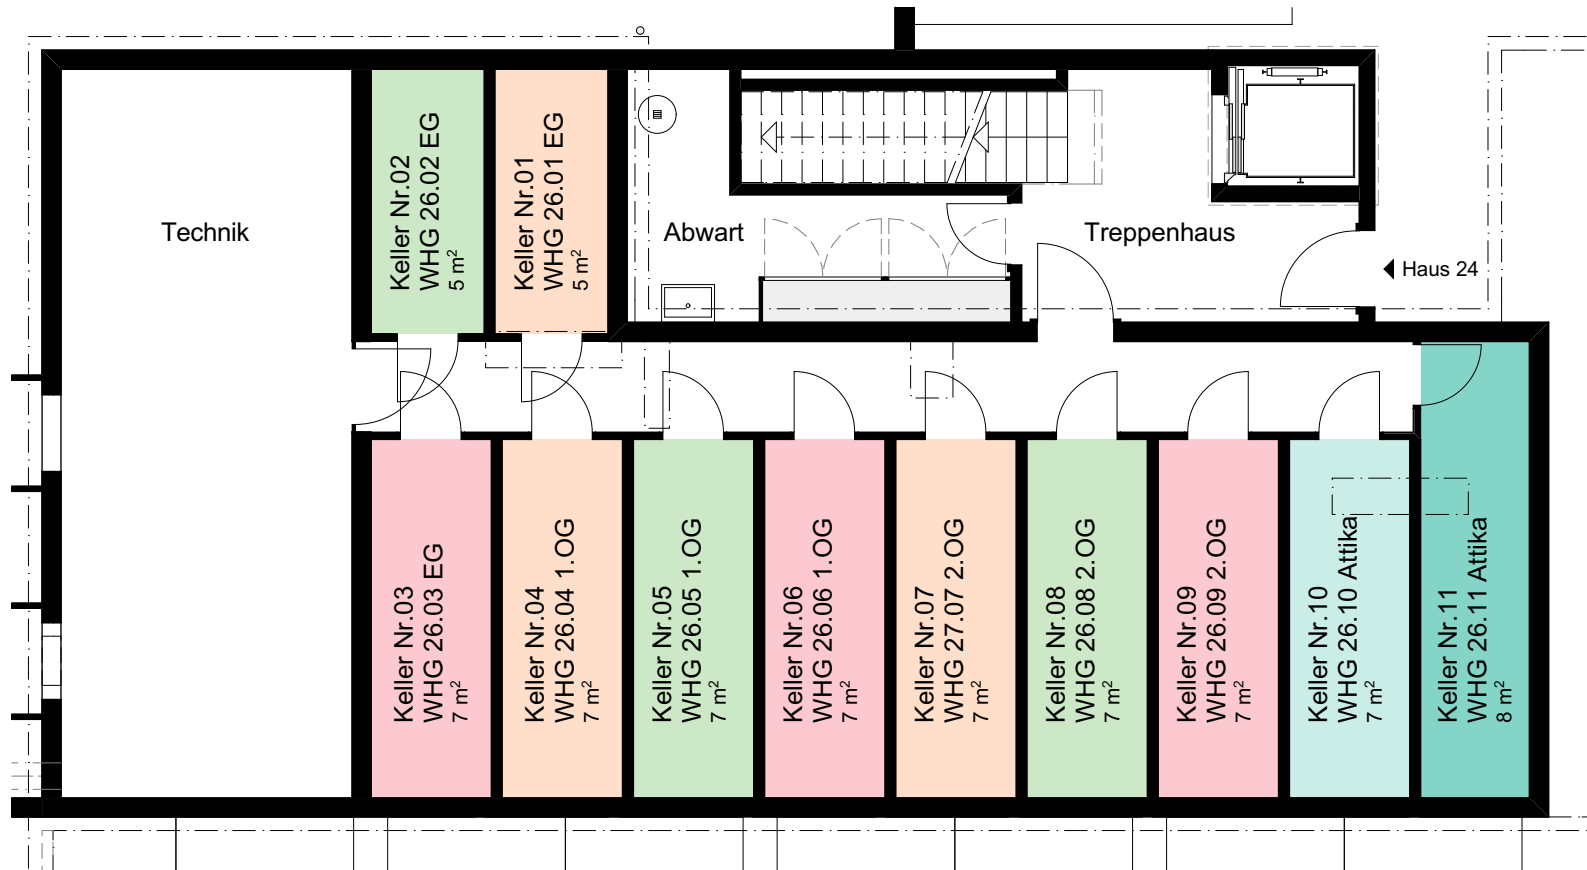 Technik
Keller Nr.02
WHG 26.02 EG
5 m²
Keller Nr.01
WHG 26.01 EG
5 m²
Abwart
Treppenhaus
Haus 24
Keller Nr.03
WHG 26.03 EG
7 m²
Keller Nr.04
WHG 26.04 1.OG
7 m²
Keller Nr.05
WHG 26.05 1.OG
7 m²
Keller Nr.06
WHG 26.06 1.OG
7 m²
Keller Nr.07
WHG 27.07 2.OG
7 m²
Keller Nr.08
WHG 26.08 2.OG
7 m²
Keller Nr.09
WHG 26.09 2.OG
7 m²
Keller Nr.10
WHG 26.10 Attika
7 m²
Keller Nr.11
WHG 26.11 Attika
8 m²